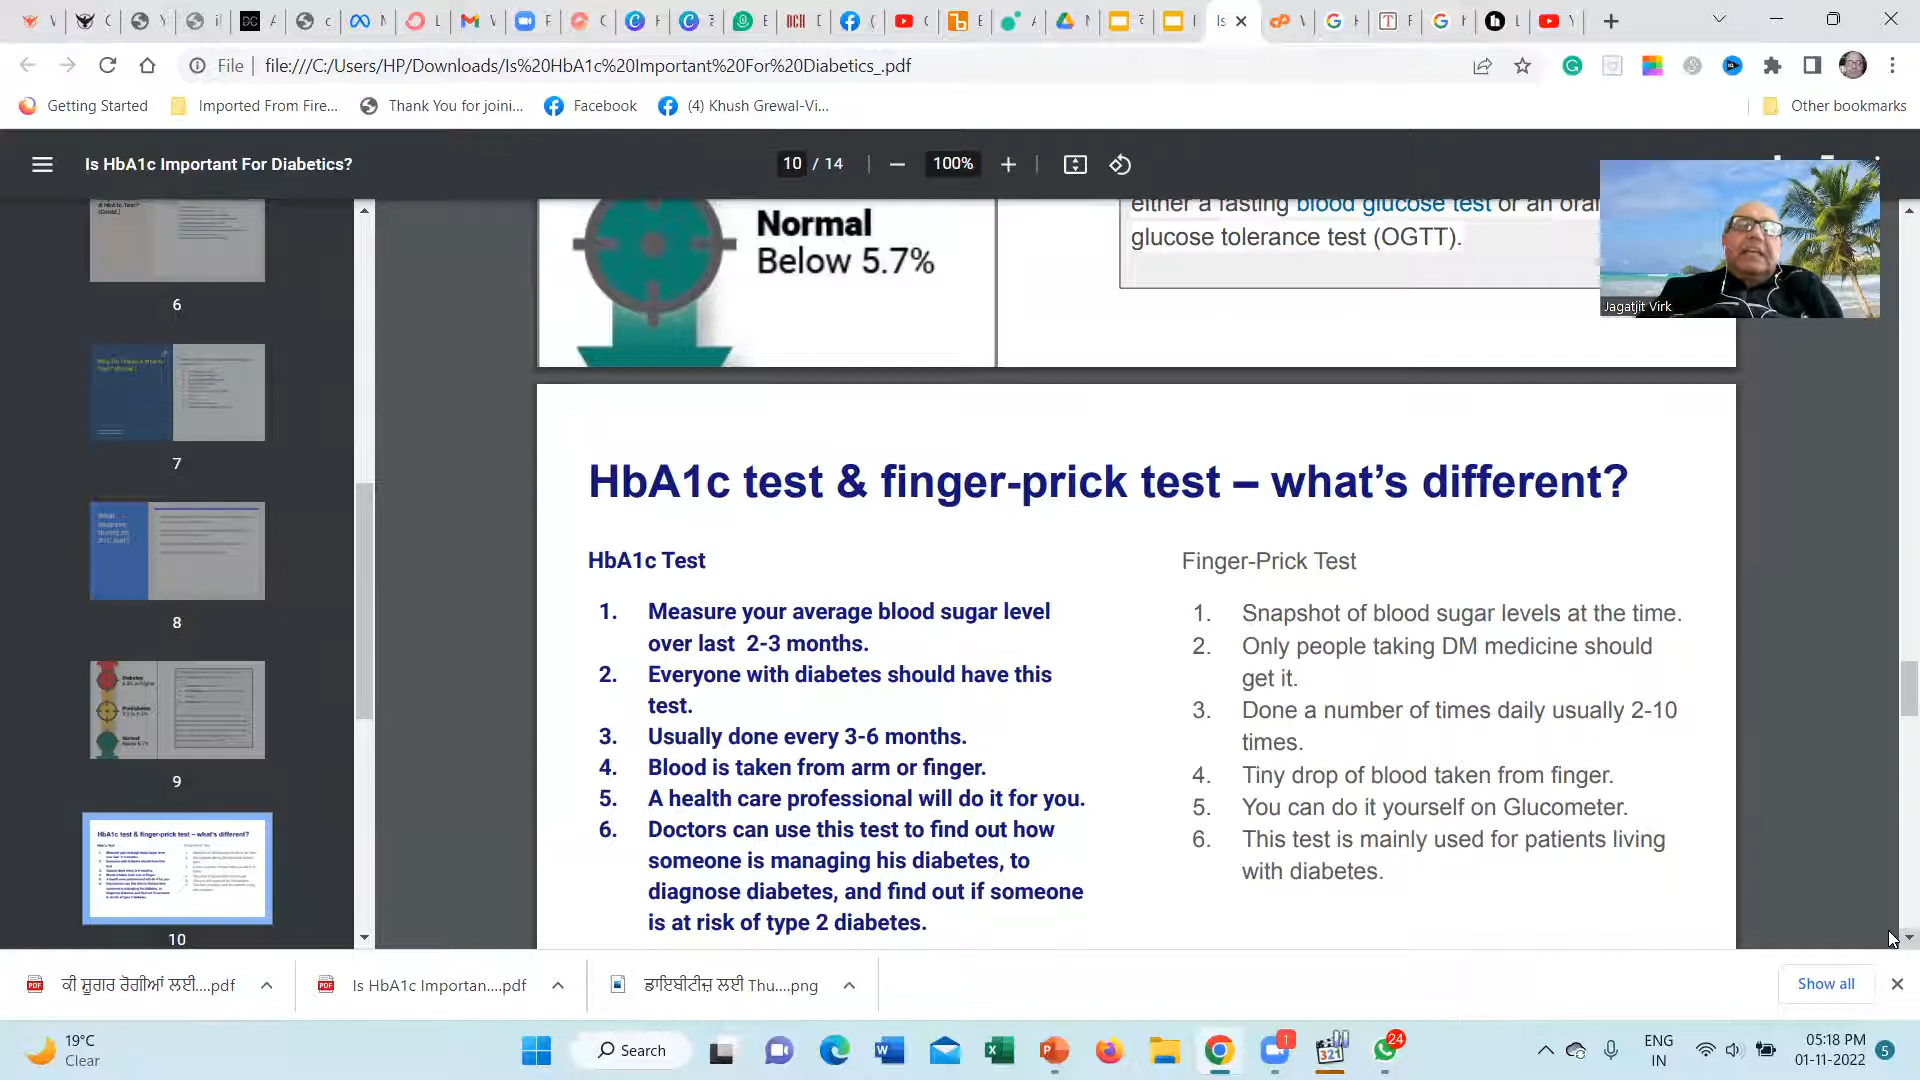 File
file:///C:/Users/HP/Downloads/Is%20HbA1c%20Important%20For%20Diabetics_.pdf
Getting Started
Imported From Fire...
Thank You for joini...
Facebook
(4) Khush Grewal-Vi...
Other bookmarks
Is HbA1c Important For Diabetics?
10 / 14
100%
6
7
8
9
10
Normal
Below 5.7%
either a fasting blood glucose test or an oral
glucose tolerance test (OGTT).
Jagatjit Virk
HbA1c test & finger-prick test – what's different?
HbA1c Test
1. Measure your average blood sugar level
over last 2-3 months.
2. Everyone with diabetes should have this
test.
3. Usually done every 3-6 months.
4. Blood is taken from arm or finger.
5. A health care professional will do it for you.
6. Doctors can use this test to find out how
someone is managing his diabetes, to
diagnose diabetes, and find out if someone
is at risk of type 2 diabetes.
Finger-Prick Test
1. Snapshot of blood sugar levels at the time.
2. Only people taking DM medicine should
get it.
3. Done a number of times daily usually 2-10
times.
4. Tiny drop of blood taken from finger.
5. You can do it yourself on Glucometer.
6. This test is mainly used for patients living
with diabetes.
ਕੀ ਸ਼ੂਗਰ ਰੋਗੀਆਂ ਲਈ....pdf
Is HbA1c Importan....pdf
ਡਾਇਬੀਟੀਜ਼ ਲਈ Thu....png
Show all
19°C
Clear
Search
1
321
24
ENG
IN
05:18 PM
01-11-2022
5